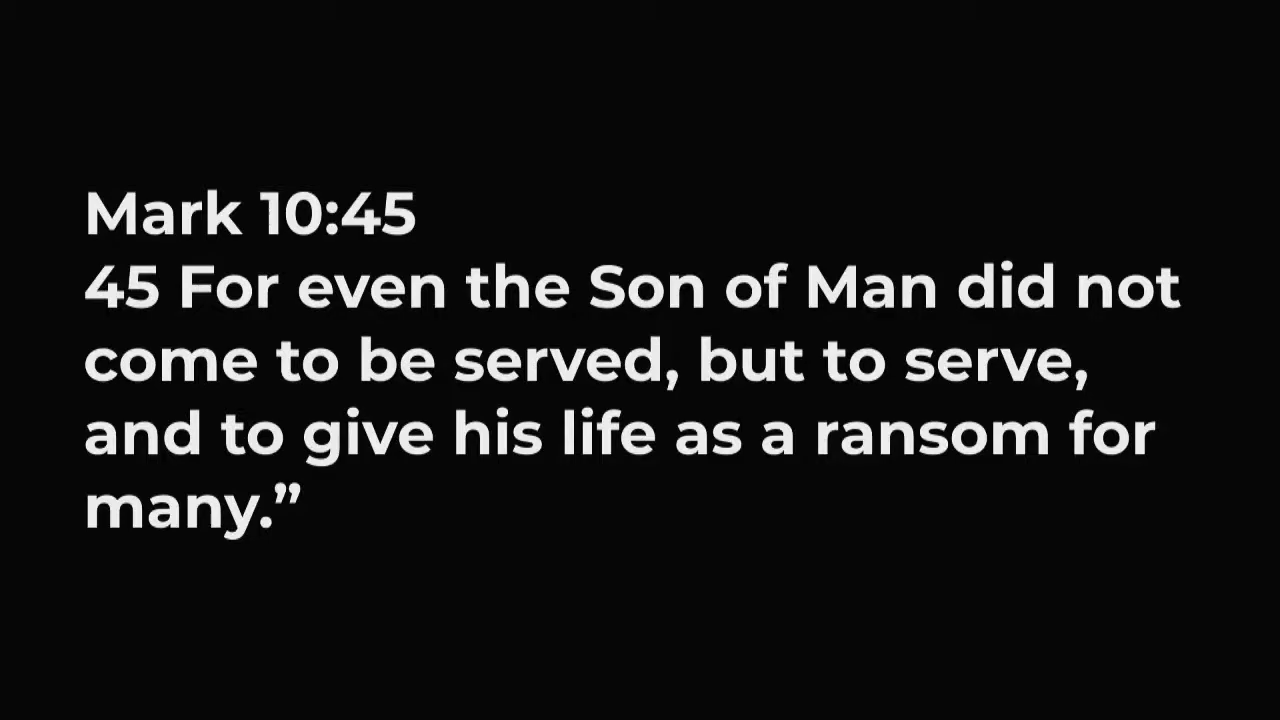 Mark 10:45
45 For even the Son of Man did not
come to be served, but to serve,
and to give his life as a ransom for
many.”